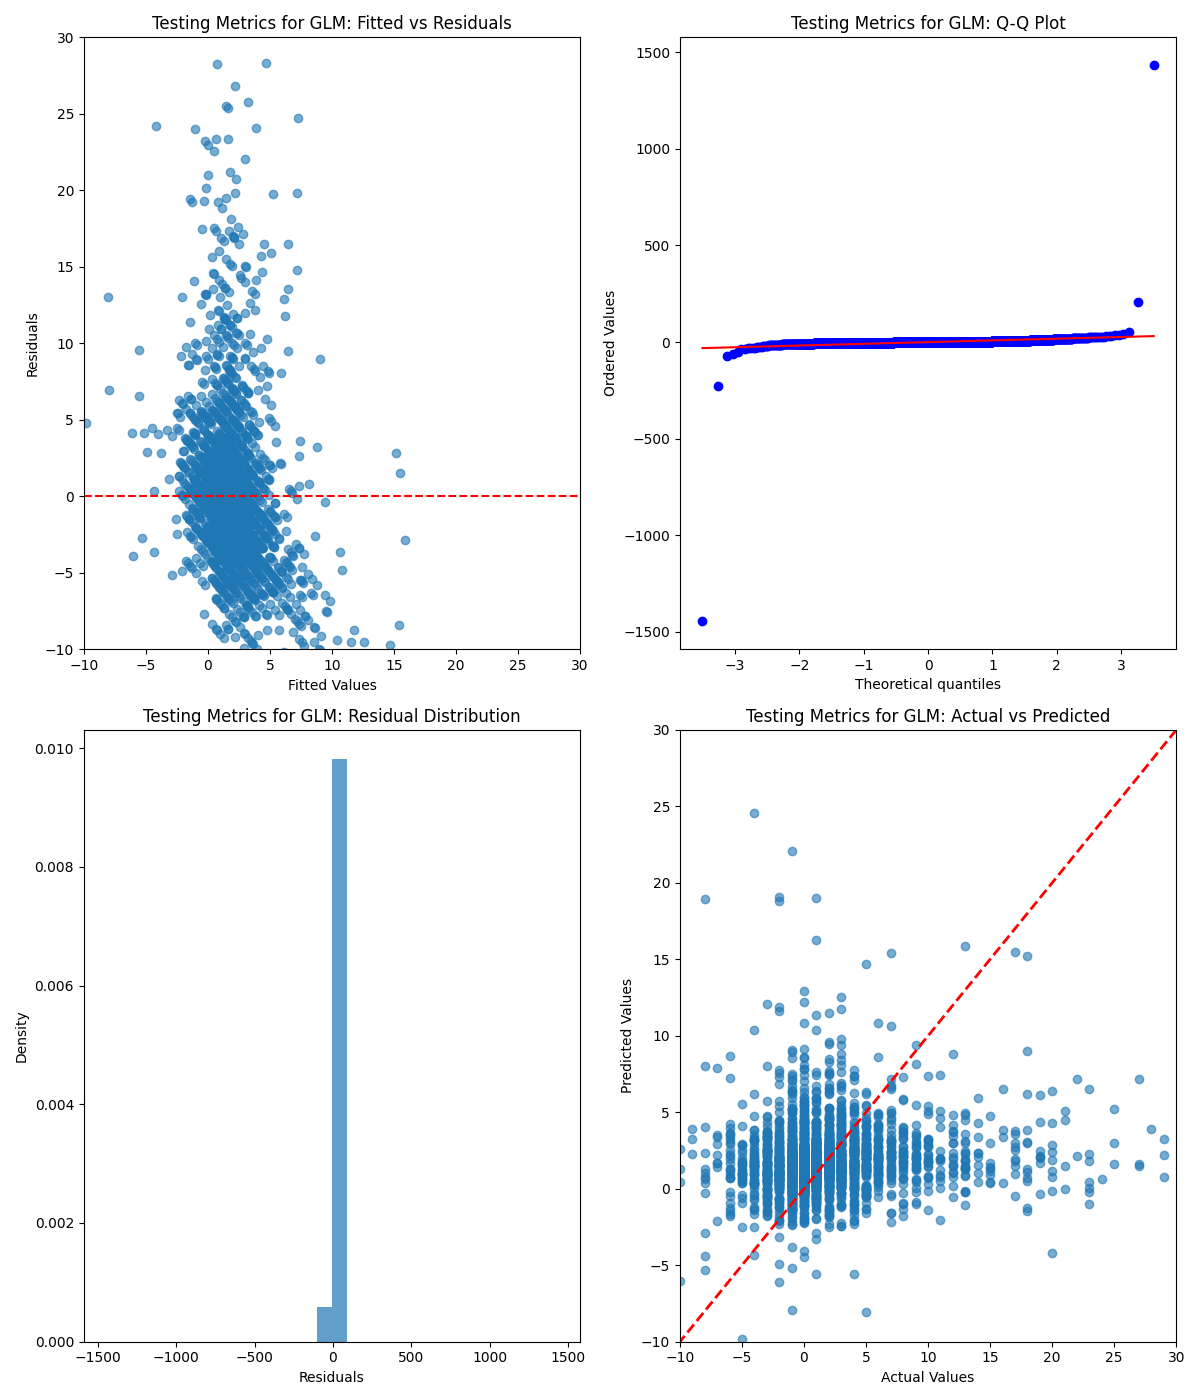 Testing Metrics for GLM: Fitted vs Residuals
30
25
20
15
10
5
0
−5
−10
Residuals
−10 −5 0 5 10 15 20 25 30
Fitted Values
Testing Metrics for GLM: Q-Q Plot
1500
1000
500
0
−500
−1000
−1500
Ordered Values
−3 −2 −1 0 1 2 3
Theoretical quantiles
Testing Metrics for GLM: Residual Distribution
0.010
0.008
0.006
0.004
0.002
0.000
Density
−1500 −1000 −500 0 500 1000 1500
Residuals
Testing Metrics for GLM: Actual vs Predicted
30
25
20
15
10
5
0
−5
−10
Predicted Values
−10 −5 0 5 10 15 20 25 30
Actual Values